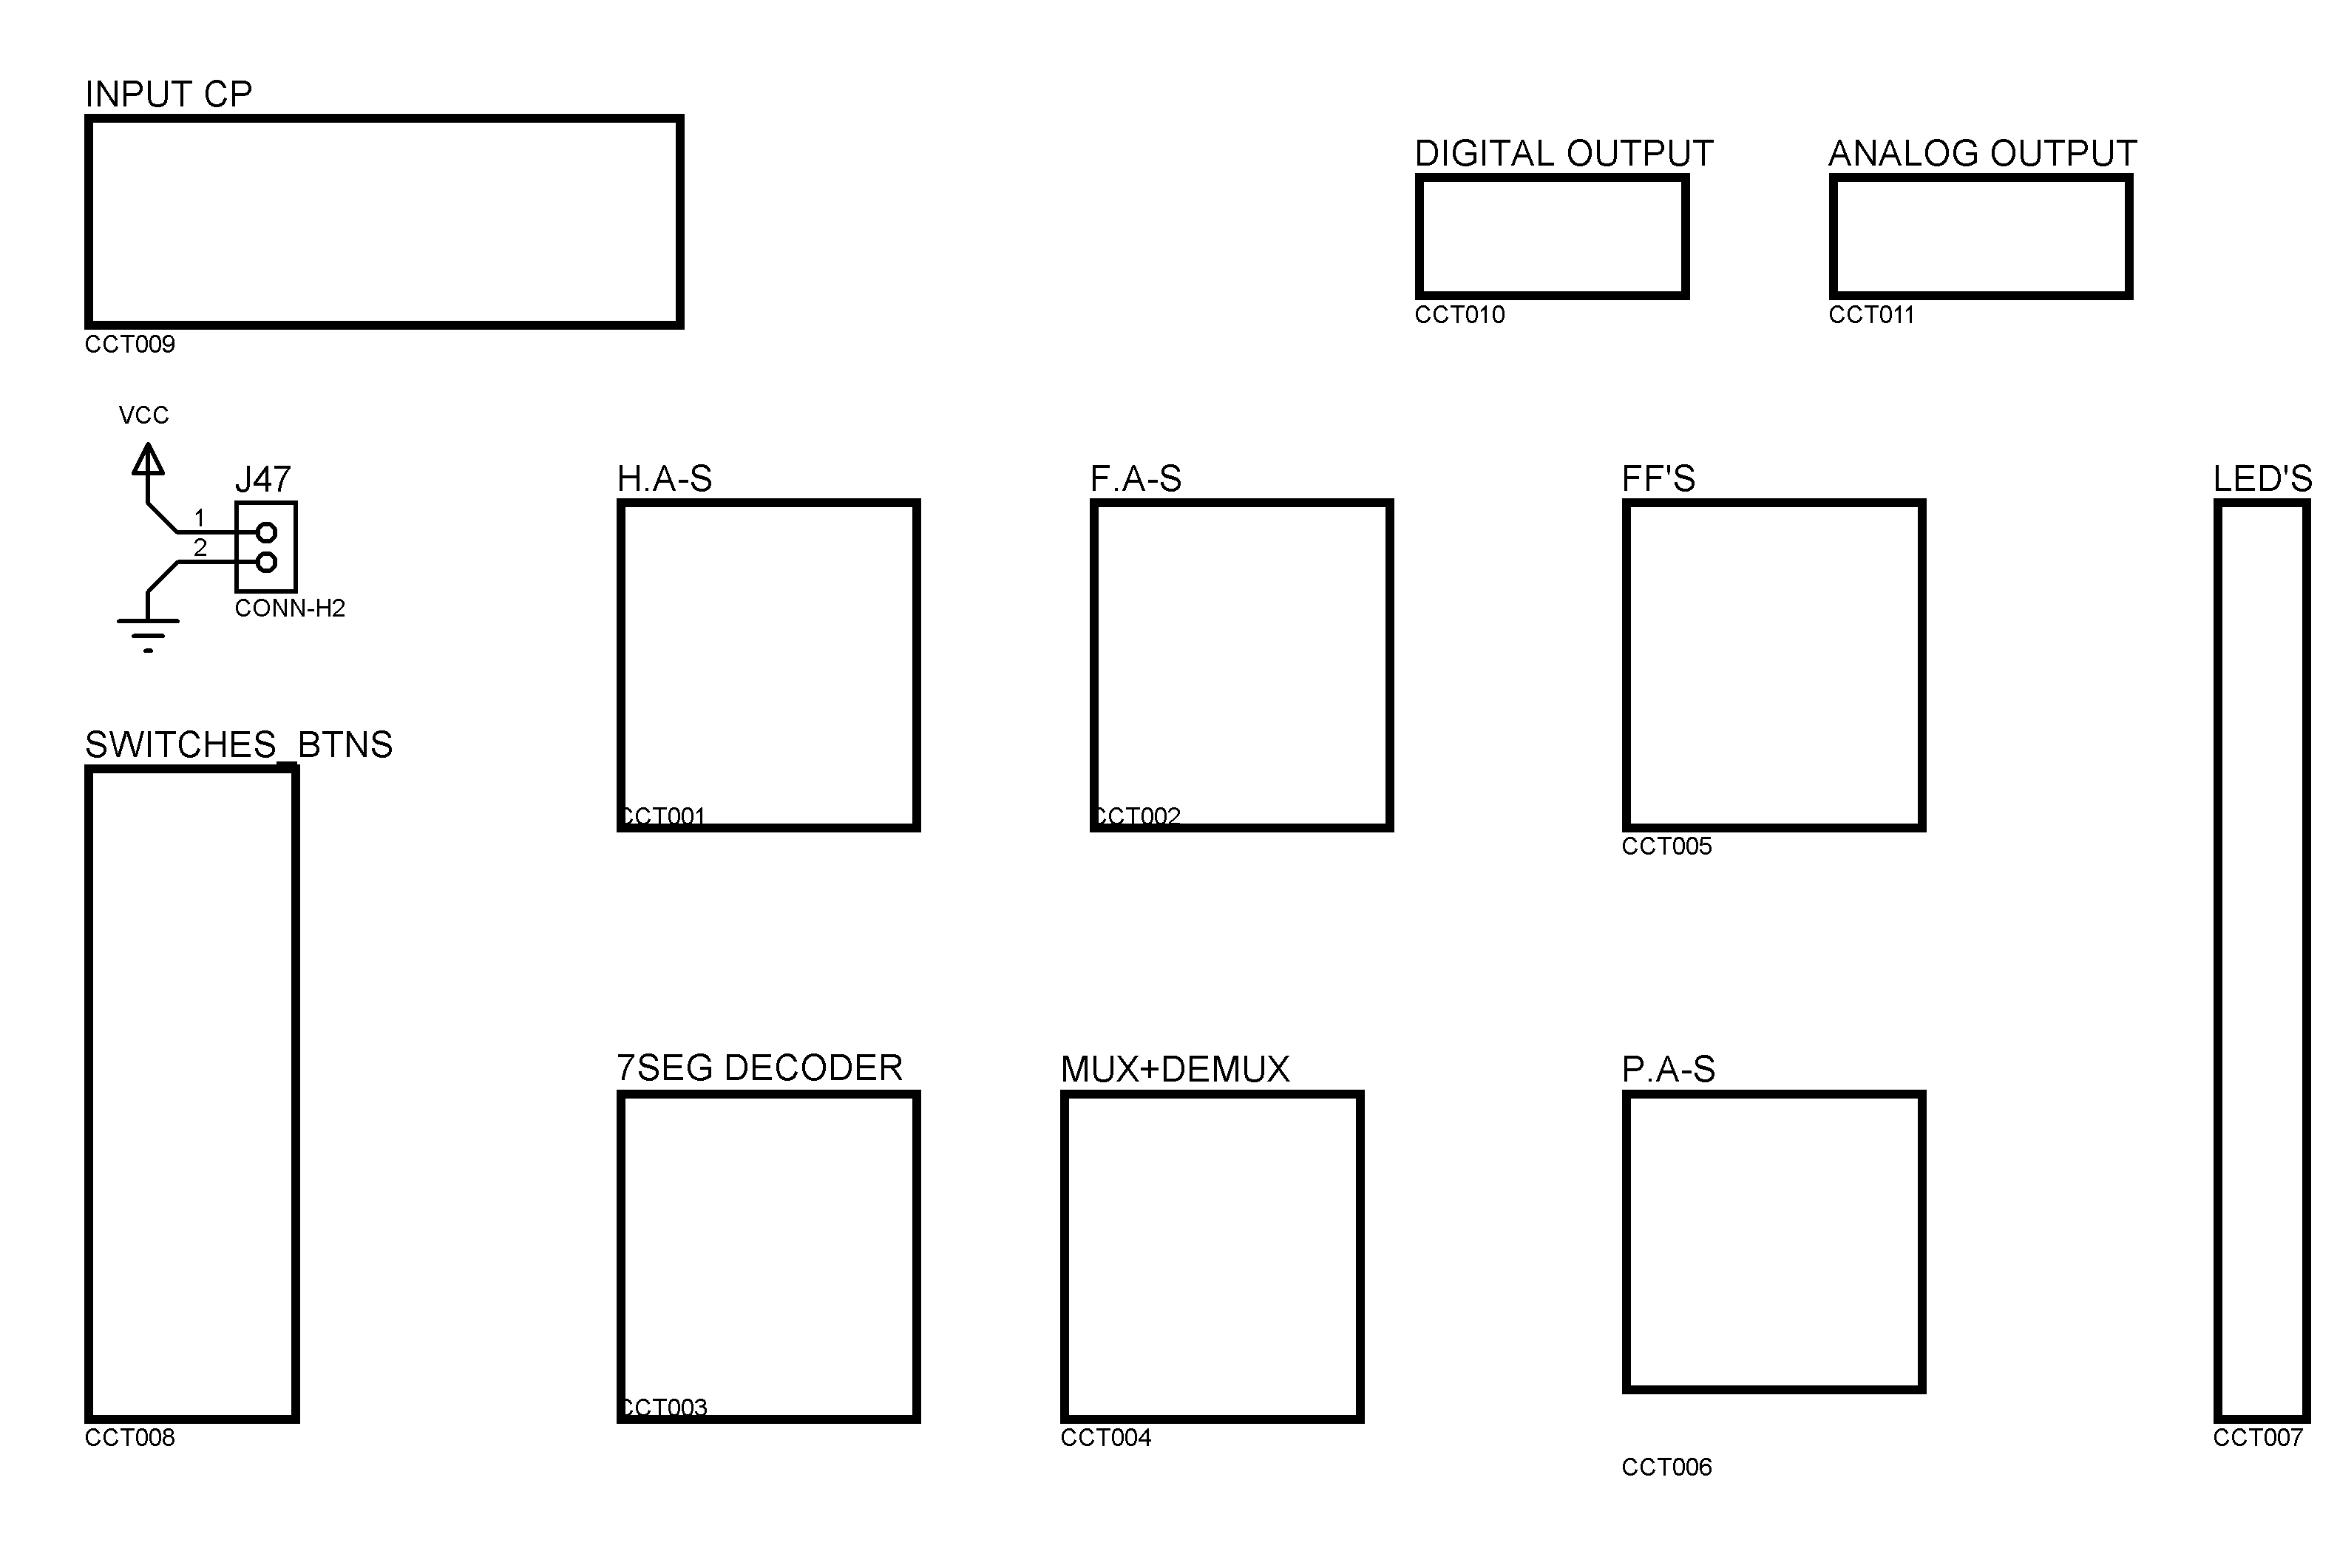 INPUT CP
CCT009
DIGITAL OUTPUT
CCT010
ANALOG OUTPUT
CCT011
VCC
J47
1
2
CONN-H2
H.A-S
CCT001
F.A-S
CCT002
FF'S
CCT005
LED'S
CCT007
SWITCHES_BTNS
CCT008
7SEG DECODER
CCT003
MUX+DEMUX
CCT004
P.A-S
CCT006